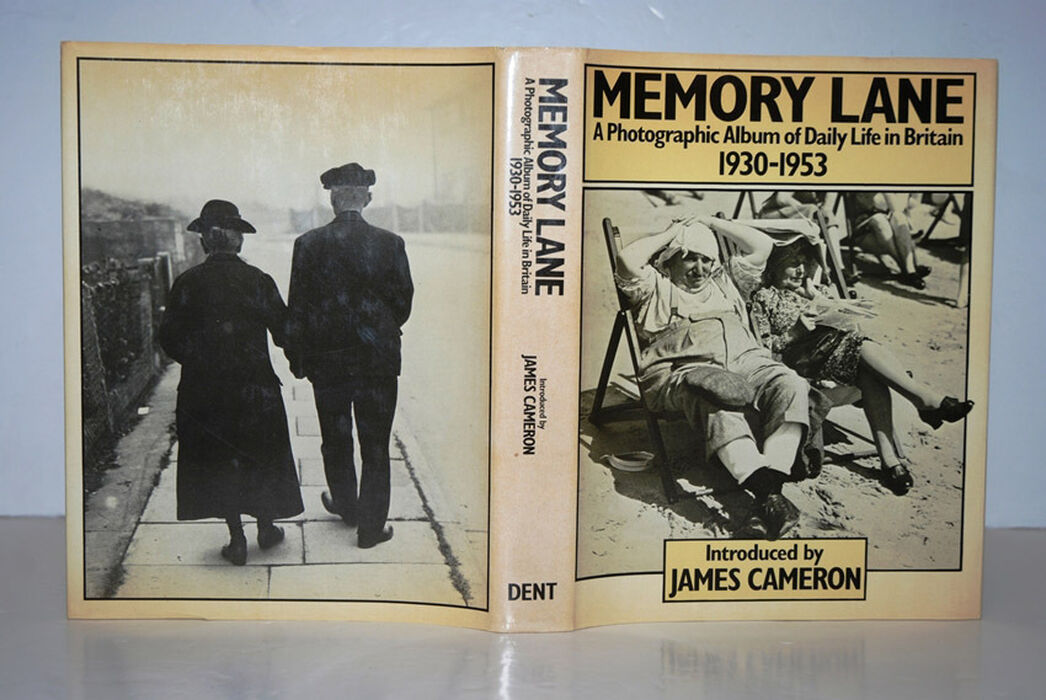 MEMORY LANE
A Photographic Album of Daily Life in Britain
1930-1953
Introduced by
JAMES CAMERON
DENT
MEMORY LANE
A Photographic Album of Daily Life in Britain
1930-1953
Introduced by
JAMES CAMERON